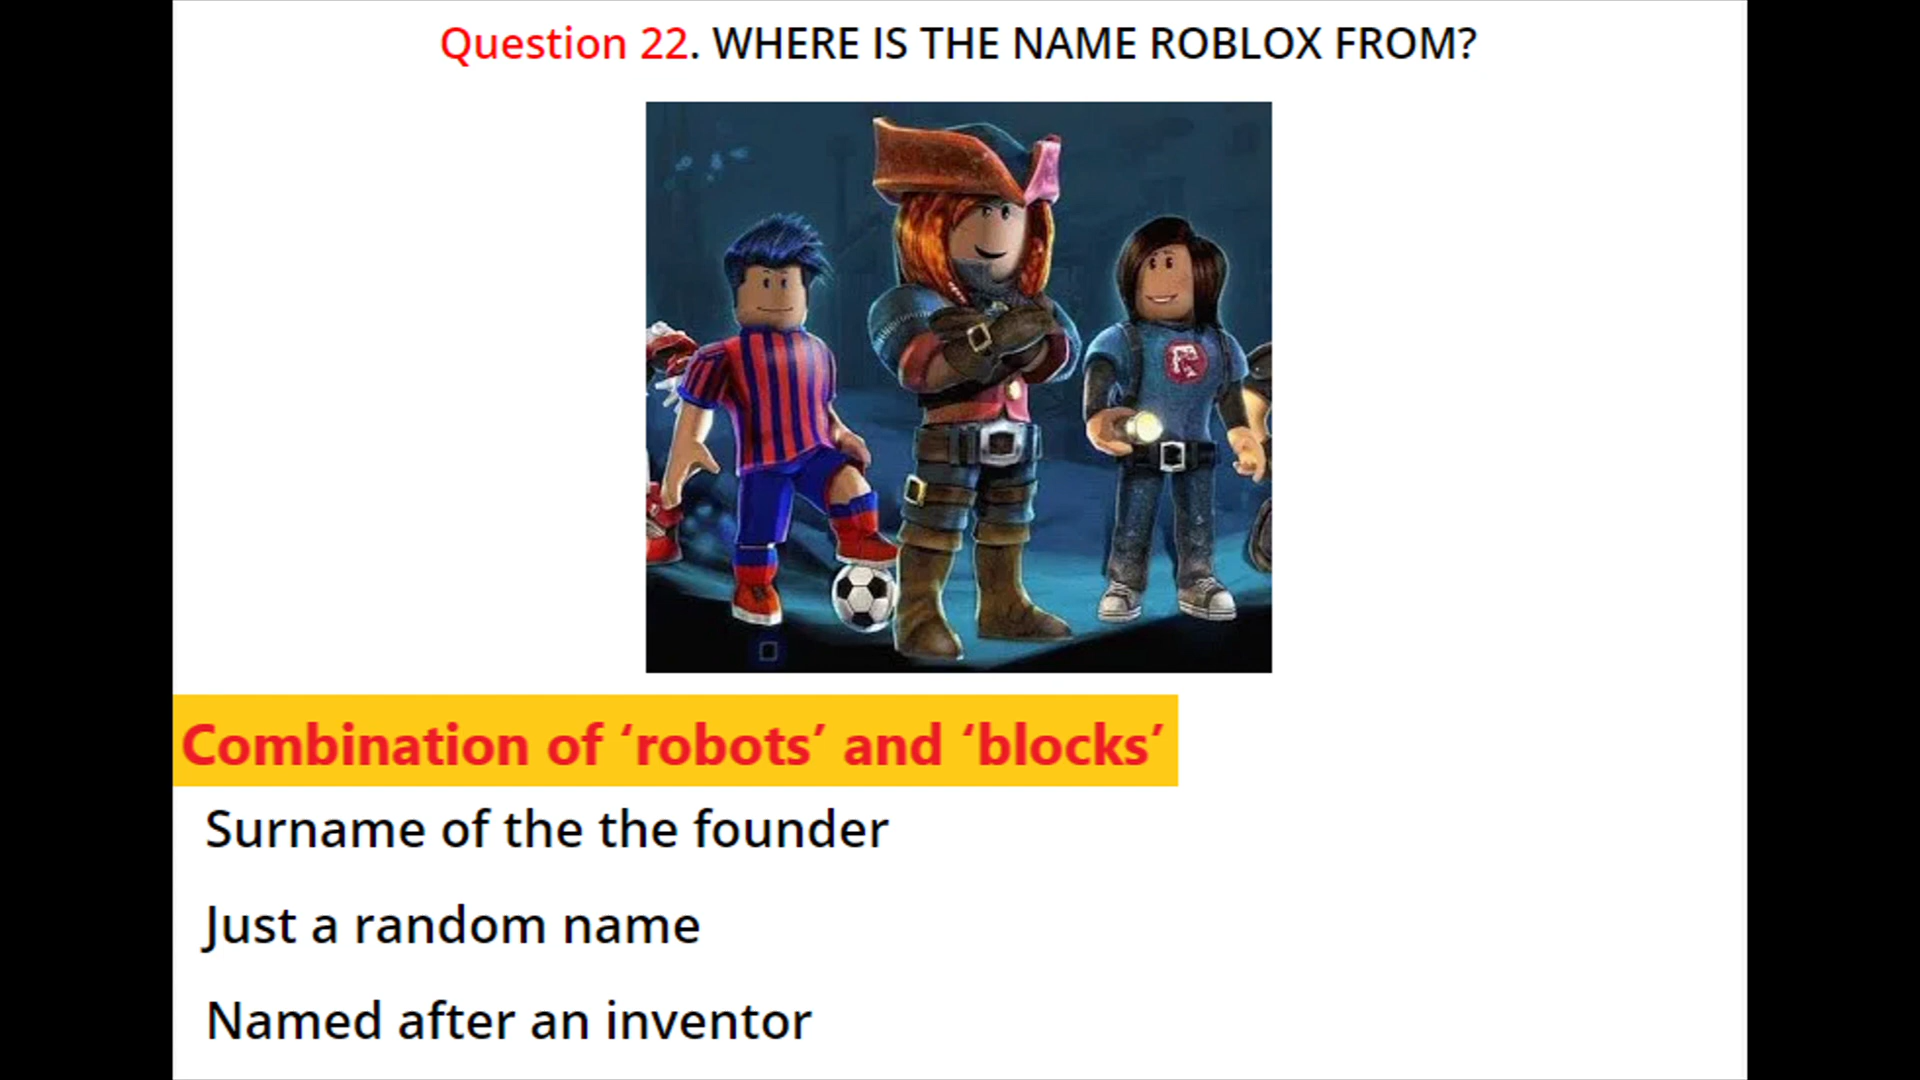 Question 22. WHERE IS THE NAME ROBLOX FROM?
Combination of ‘robots’ and ‘blocks’
Surname of the the founder
Just a random name
Named after an inventor